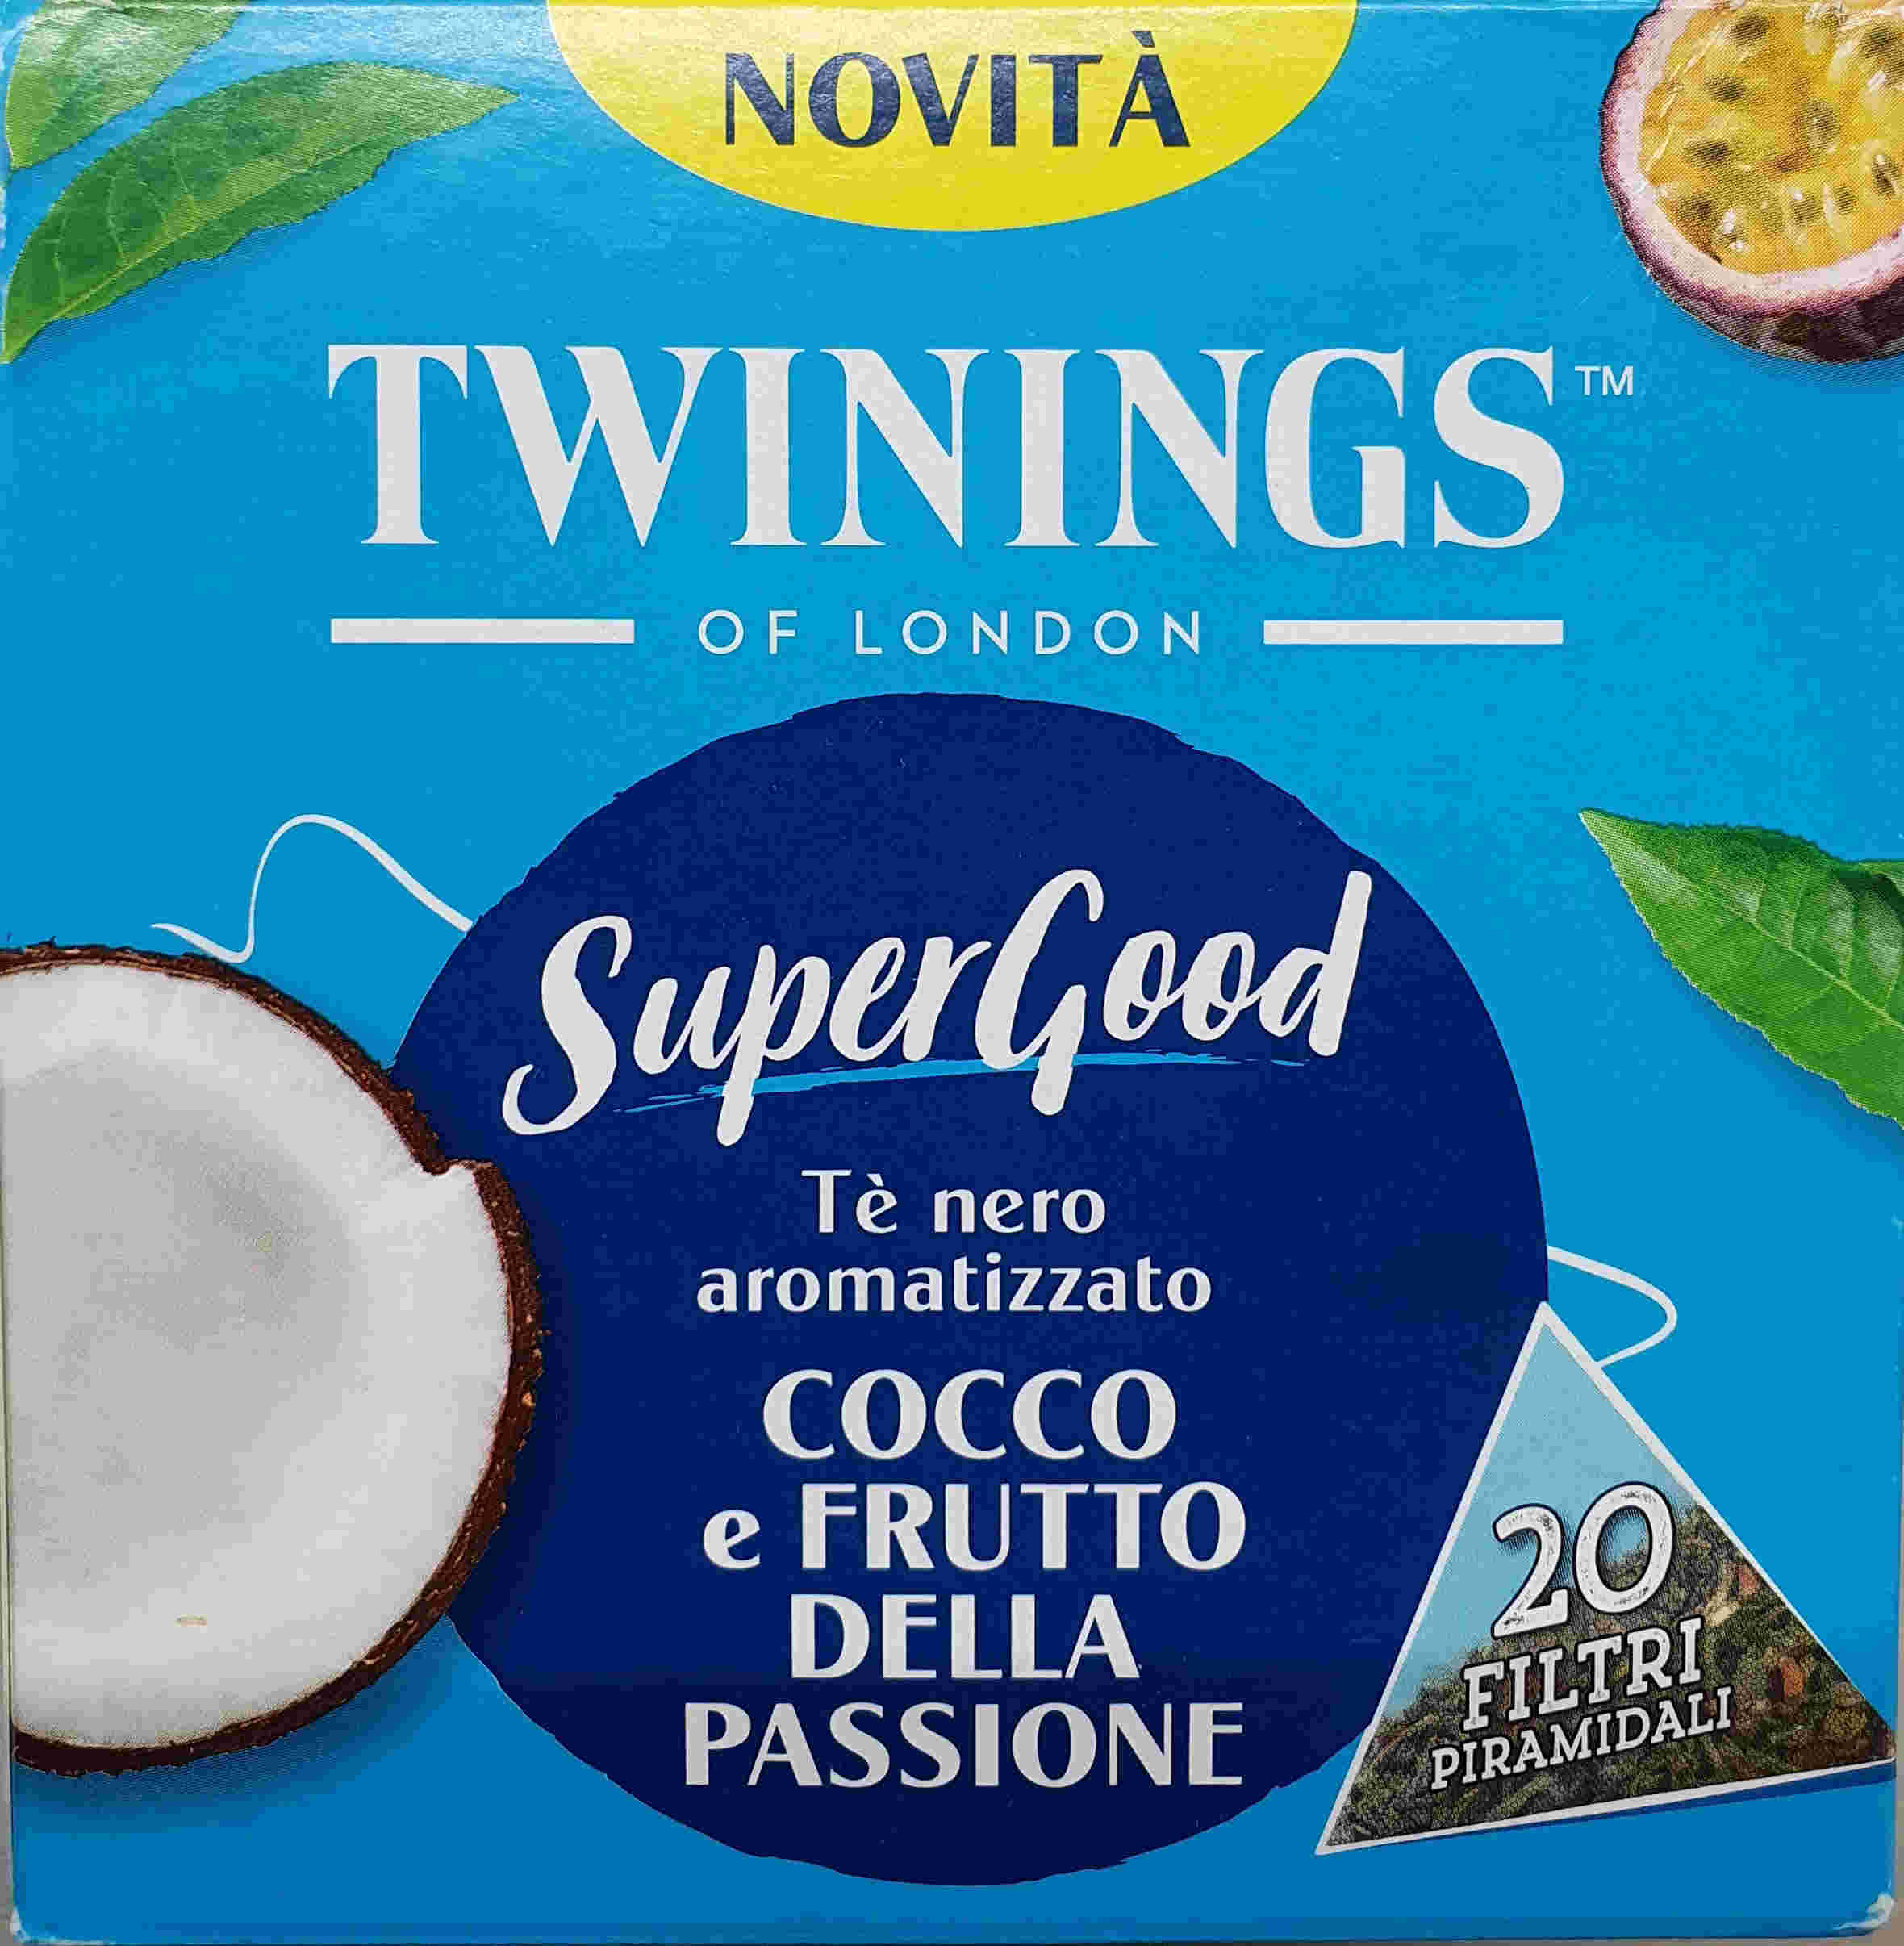 NOVITÀ
TWININGS™
OF LONDON
SuperGood
Tè nero
aromatizzato
COCCO
e FRUTTO
DELLA
PASSIONE
20
FILTRI
PIRAMIDALI